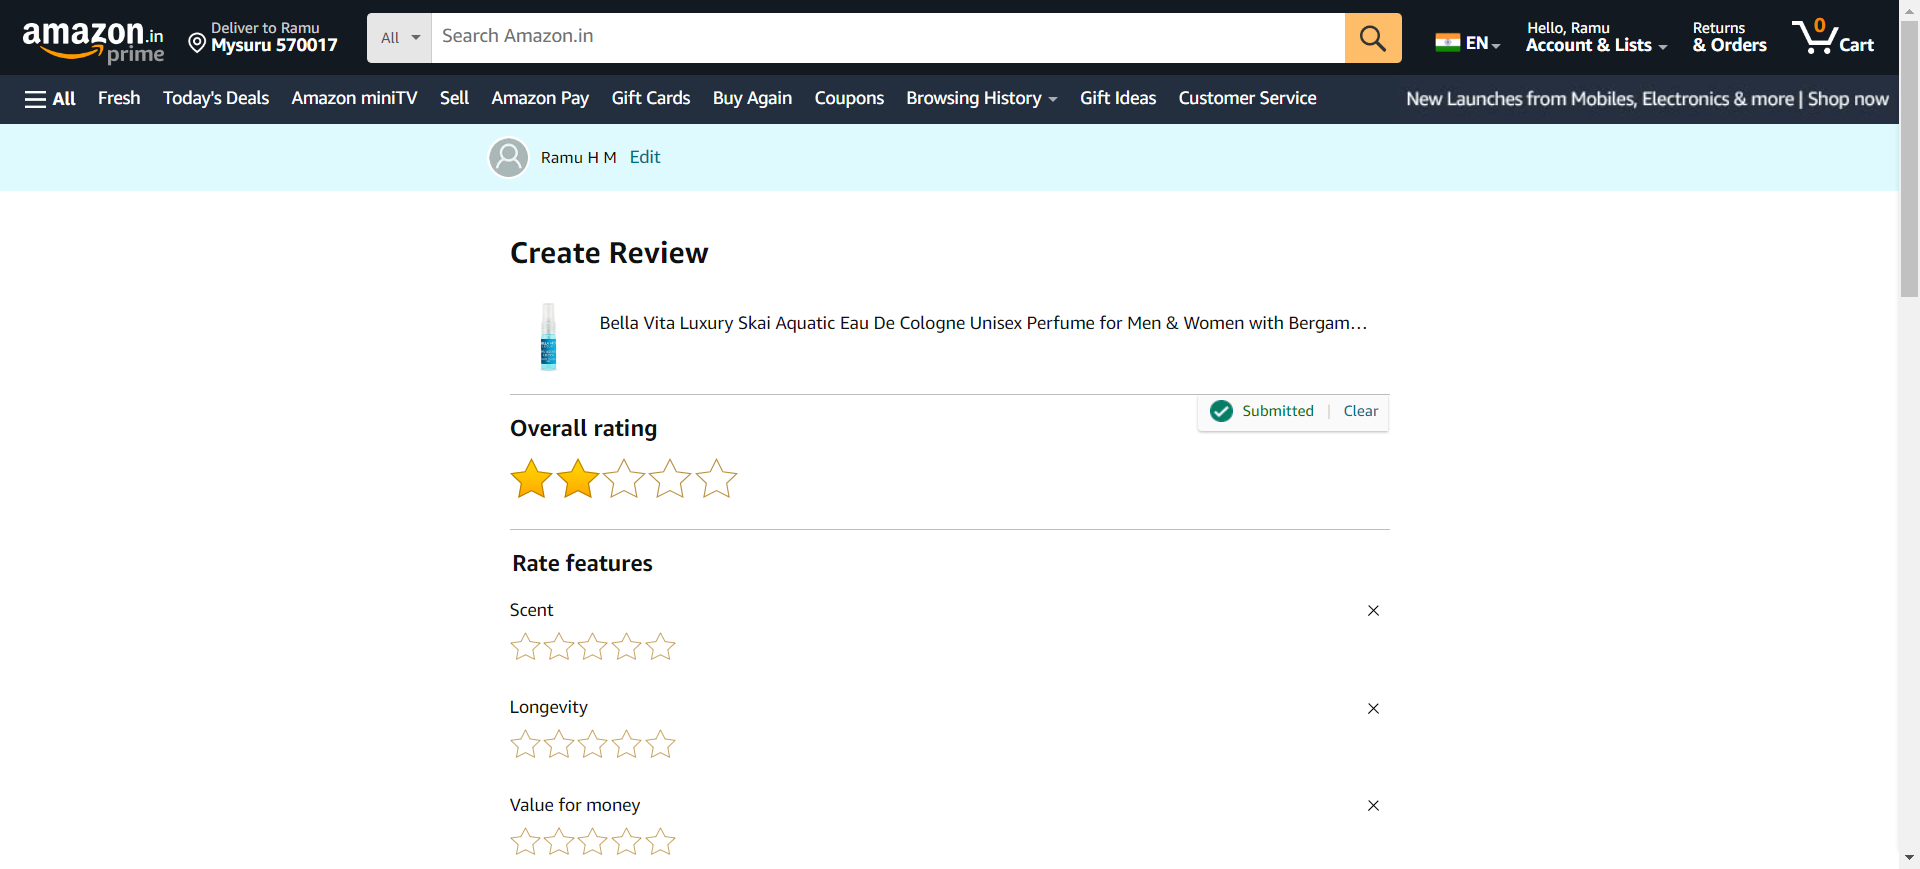 amazon.in
prime
Deliver to Ramu
Mysuru 570017
All
Search Amazon.in
EN
Hello, Ramu
Account & Lists
Returns
& Orders
0
Cart
All
Fresh
Today's Deals
Amazon miniTV
Sell
Amazon Pay
Gift Cards
Buy Again
Coupons
Browsing History
Gift Ideas
Customer Service
New Launches from Mobiles, Electronics & more | Shop now
Ramu H M Edit
Create Review
Bella Vita Luxury Skai Aquatic Eau De Cologne Unisex Perfume for Men & Women with Bergam…
Submitted | Clear
Overall rating
Rate features
Scent
Longevity
Value for money